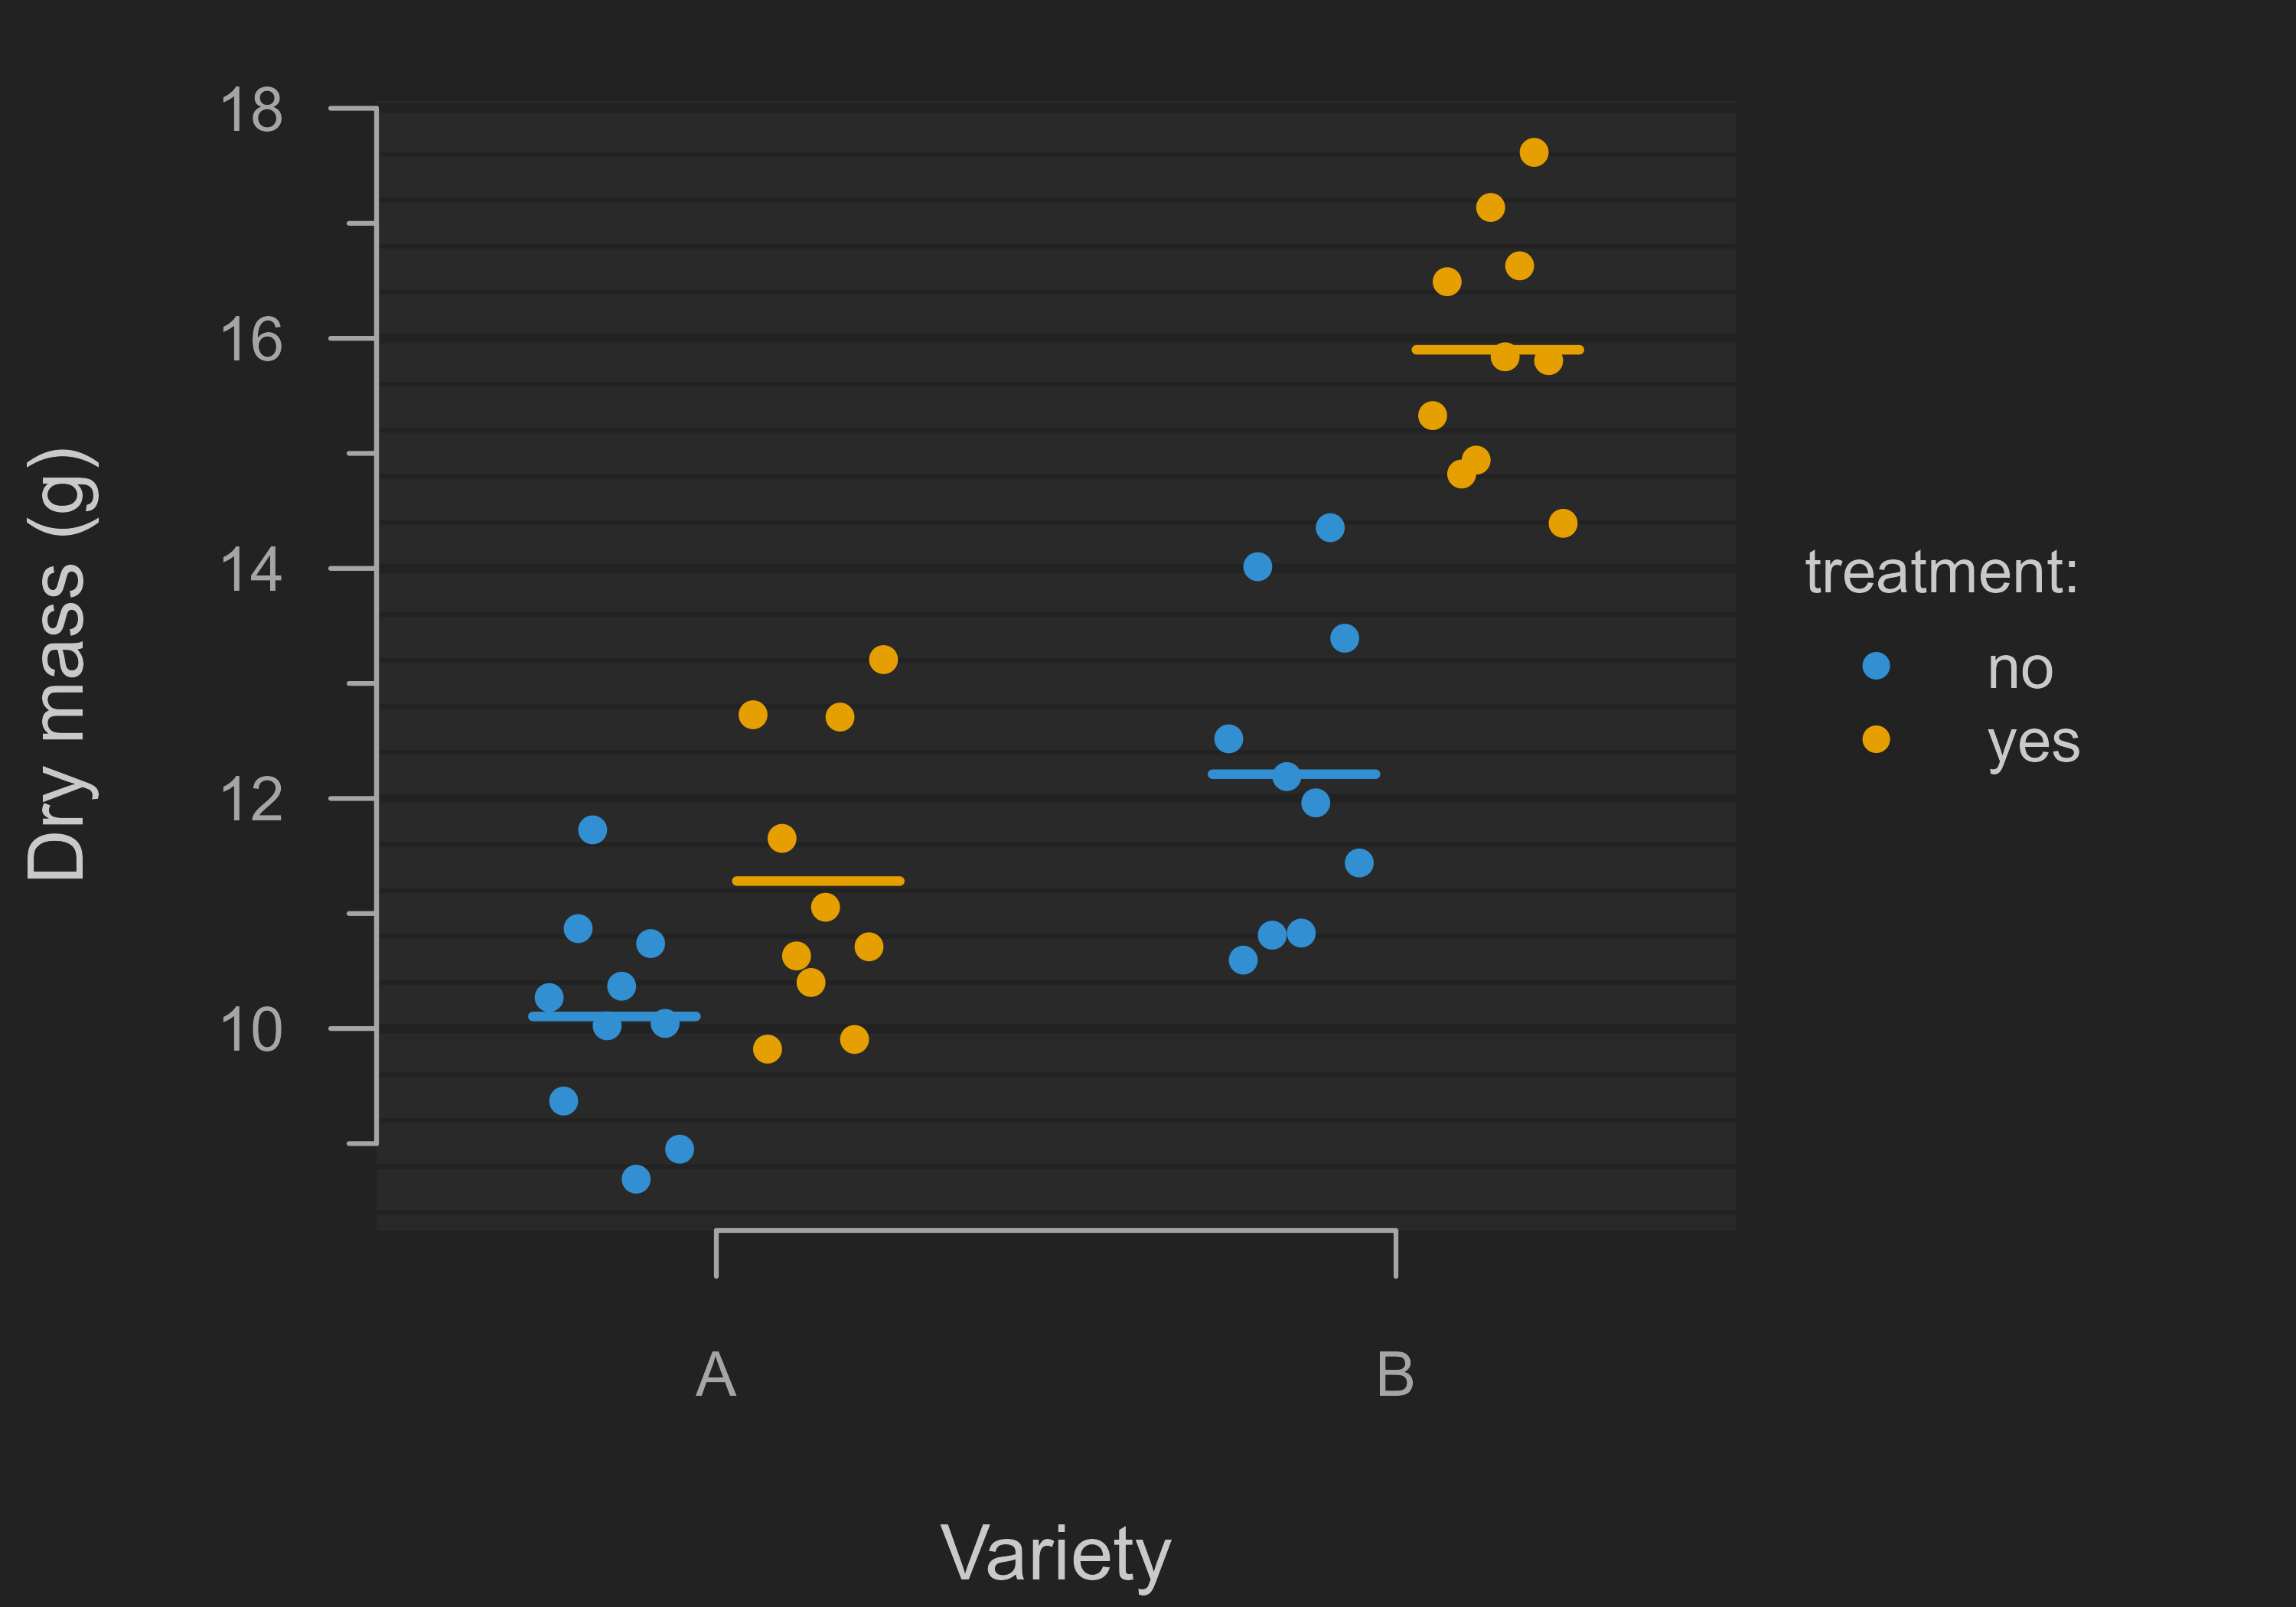 18
16
14
12
10
Dry mass (g)
A
B
Variety
treatment:
no
yes